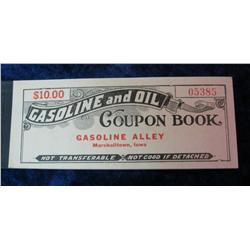 $10.00
05385
GASOLINE and OIL
COUPON BOOK
GASOLINE ALLEY
Marshalltown, Iowa
NOT TRANSFERABLE NOT GOOD IF DETACHED